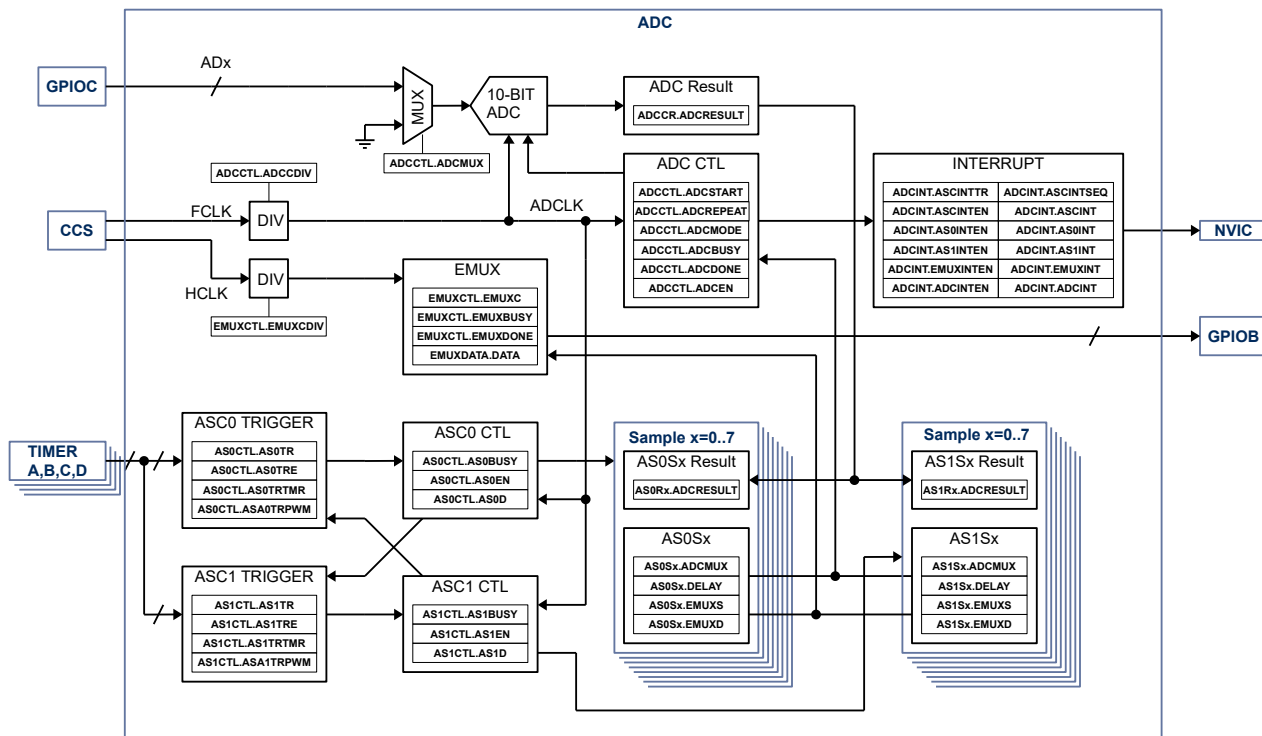 ADC
GPIOC
ADx
MUX
10-BIT
ADC
ADC Result
ADCCR.ADCRESULT
ADCCTL.ADCMUX
ADCCTL.ADCCDIV
CCS
FCLK
DIV
ADCLK
HCLK
DIV
EMUXCTL.EMUXCDIV
ADC CTL
ADCCTL.ADCSTART
ADCCTL.ADCREPEAT
ADCCTL.ADCMODE
ADCCTL.ADCBUSY
ADCCTL.ADCDONE
ADCCTL.ADCEN
INTERRUPT
ADCINT.ASCINTTR ADCINT.ASCINTSEQ
ADCINT.ASCINTEN ADCINT.ASCINT
ADCINT.AS0INTEN ADCINT.AS0INT
ADCINT.AS1INTEN ADCINT.AS1INT
ADCINT.EMUXINTEN ADCINT.EMUXINT
ADCINT.ADCINTEN ADCINT.ADCINT
NVIC
EMUX
EMUXCTL.EMUXC
EMUXCTL.EMUXBUSY
EMUXCTL.EMUXDONE
EMUXDATA.DATA
GPIOB
TIMER
A,B,C,D
ASC0 TRIGGER
AS0CTL.AS0TR
AS0CTL.AS0TRE
AS0CTL.AS0TRTMR
AS0CTL.ASA0TRPWM
ASC0 CTL
AS0CTL.AS0BUSY
AS0CTL.AS0EN
AS0CTL.AS0D
ASC1 TRIGGER
AS1CTL.AS1TR
AS1CTL.AS1TRE
AS1CTL.AS1TRTMR
AS1CTL.ASA1TRPWM
ASC1 CTL
AS1CTL.AS1BUSY
AS1CTL.AS1EN
AS1CTL.AS1D
Sample x=0..7
AS0Sx Result
AS0Rx.ADCRESULT
AS0Sx
AS0Sx.ADCMUX
AS0Sx.DELAY
AS0Sx.EMUXS
AS0Sx.EMUXD
Sample x=0..7
AS1Sx Result
AS1Rx.ADCRESULT
AS1Sx
AS1Sx.ADCMUX
AS1Sx.DELAY
AS1Sx.EMUXS
AS1Sx.EMUXD